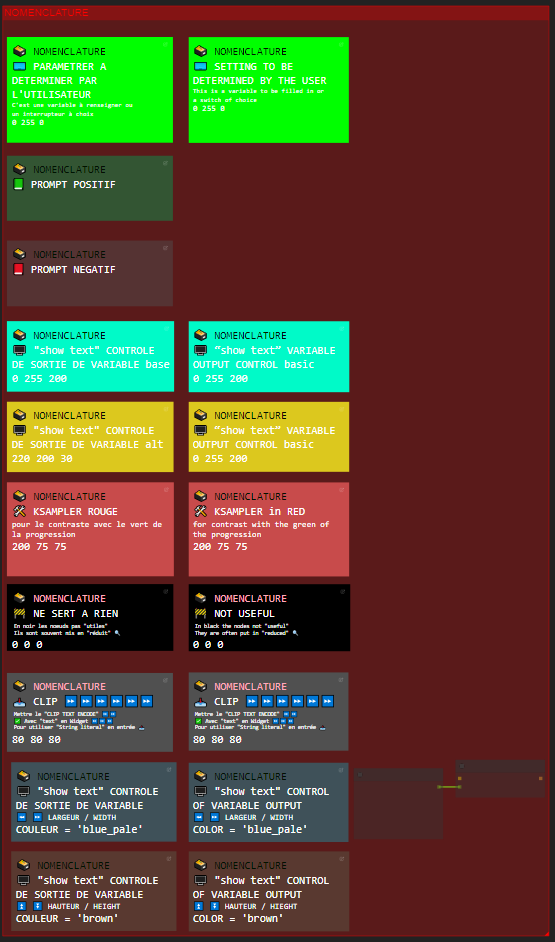 NOMENCLATURE
NOMENCLATURE
PARAMETRER A
DETERMINER PAR
L'UTILISATEUR
C'est une variable à renseigner ou
un interrupteur à choix
0 255 0
NOMENCLATURE
SETTING TO BE
DETERMINED BY THE USER
This is a variable to be filled in or
a switch of choice
0 255 0
NOMENCLATURE
PROMPT POSITIF
NOMENCLATURE
PROMPT NEGATIF
NOMENCLATURE
"show text" CONTROLE
DE SORTIE DE VARIABLE base
0 255 200
NOMENCLATURE
"show text" VARIABLE
OUTPUT CONTROL basic
0 255 200
NOMENCLATURE
"show text" CONTROLE
DE SORTIE DE VARIABLE alt
220 200 30
NOMENCLATURE
"show text" VARIABLE
OUTPUT CONTROL basic
0 255 200
NOMENCLATURE
KSAMPLER ROUGE
pour le contraste avec le vert de
la progression
200 75 75
NOMENCLATURE
KSAMPLER in RED
for contrast with the green of
the progression
200 75 75
NOMENCLATURE
NE SERT A RIEN
En noir les noeuds pas "utiles"
Ils sont souvent mis en "réduit"
0 0 0
NOMENCLATURE
NOT USEFUL
In black the nodes not "useful"
They are often put in "reduced"
0 0 0
NOMENCLATURE
CLIP
Mettre le "CLIP TEXT ENCODE"
Avec "text" en Widget
Pour utiliser "String literal" en entrée
80 80 80
NOMENCLATURE
CLIP
Mettre le "CLIP TEXT ENCODE"
Avec "text" en Widget
Pour utiliser "String literal" en entrée
80 80 80
NOMENCLATURE
"show text" CONTROLE
DE SORTIE DE VARIABLE
LARGEUR / WIDTH
COULEUR = 'blue_pale'
NOMENCLATURE
"show text" CONTROL
OF VARIABLE OUTPUT
LARGEUR / WIDTH
COLOR = 'blue_pale'
NOMENCLATURE
"show text" CONTROLE
DE SORTIE DE VARIABLE
HAUTEUR / HEIGHT
COULEUR = 'brown'
NOMENCLATURE
"show text" CONTROL
OF VARIABLE OUTPUT
HAUTEUR / HIEGHT
COLOR = 'brown'